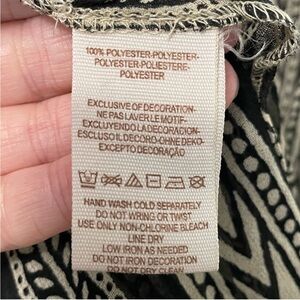 100% POLYESTER-POLYESTER-
POLYESTER-POLIESTERE-
POLYESTER
EXCLUSIVE OF DECORATION-
NE PAS LAVER LE MOTIF-
EXCLUYENDO LA DECORACION-
ESCLUSO IL DECORO-OHNE DEKO-
EXCEPTO DECORAÇÃO
HAND WASH COLD SEPARATELY
DO NOT WRING OR TWIST
USE ONLY NON-CHLORINE BLEACH
LINE DRY
LOW IRON AS NEEDED
DO NOT IRON DECORATION
DO NOT DRY CLEAN